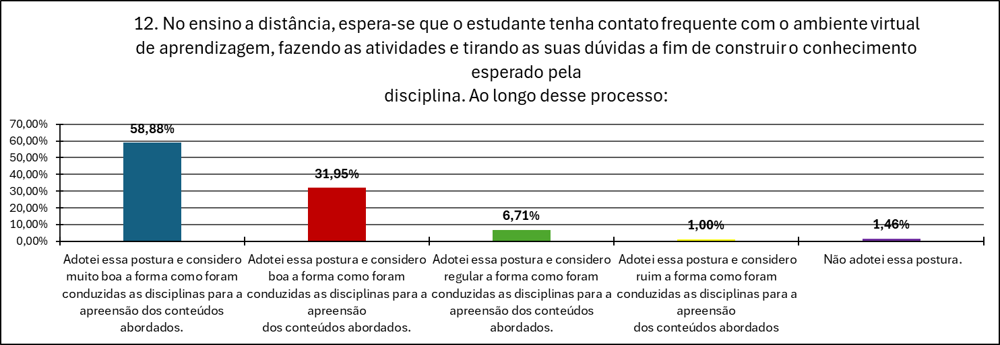 12. No ensino a distância, espera-se que o estudante tenha contato frequente com o ambiente virtual
de aprendizagem, fazendo as atividades e tirando as suas dúvidas a fim de construir o conhecimento
esperado pela
disciplina. Ao longo desse processo:
70,00%
60,00%
50,00%
40,00%
30,00%
20,00%
10,00%
0,00%
58,88%
31,95%
6,71%
1,00%
1,46%
Adotei essa postura e considero
muito boa a forma como foram
conduzidas as disciplinas para a
apreensão dos conteúdos
abordados.
Adotei essa postura e considero
boa a forma como foram
conduzidas as disciplinas para a
apreensão
dos conteúdos abordados.
Adotei essa postura e considero
regular a forma como foram
conduzidas as disciplinas para a
apreensão dos conteúdos
abordados.
Adotei essa postura e considero
ruim a forma como foram
conduzidas as disciplinas para a
apreensão
dos conteúdos abordados
Não adotei essa postura.